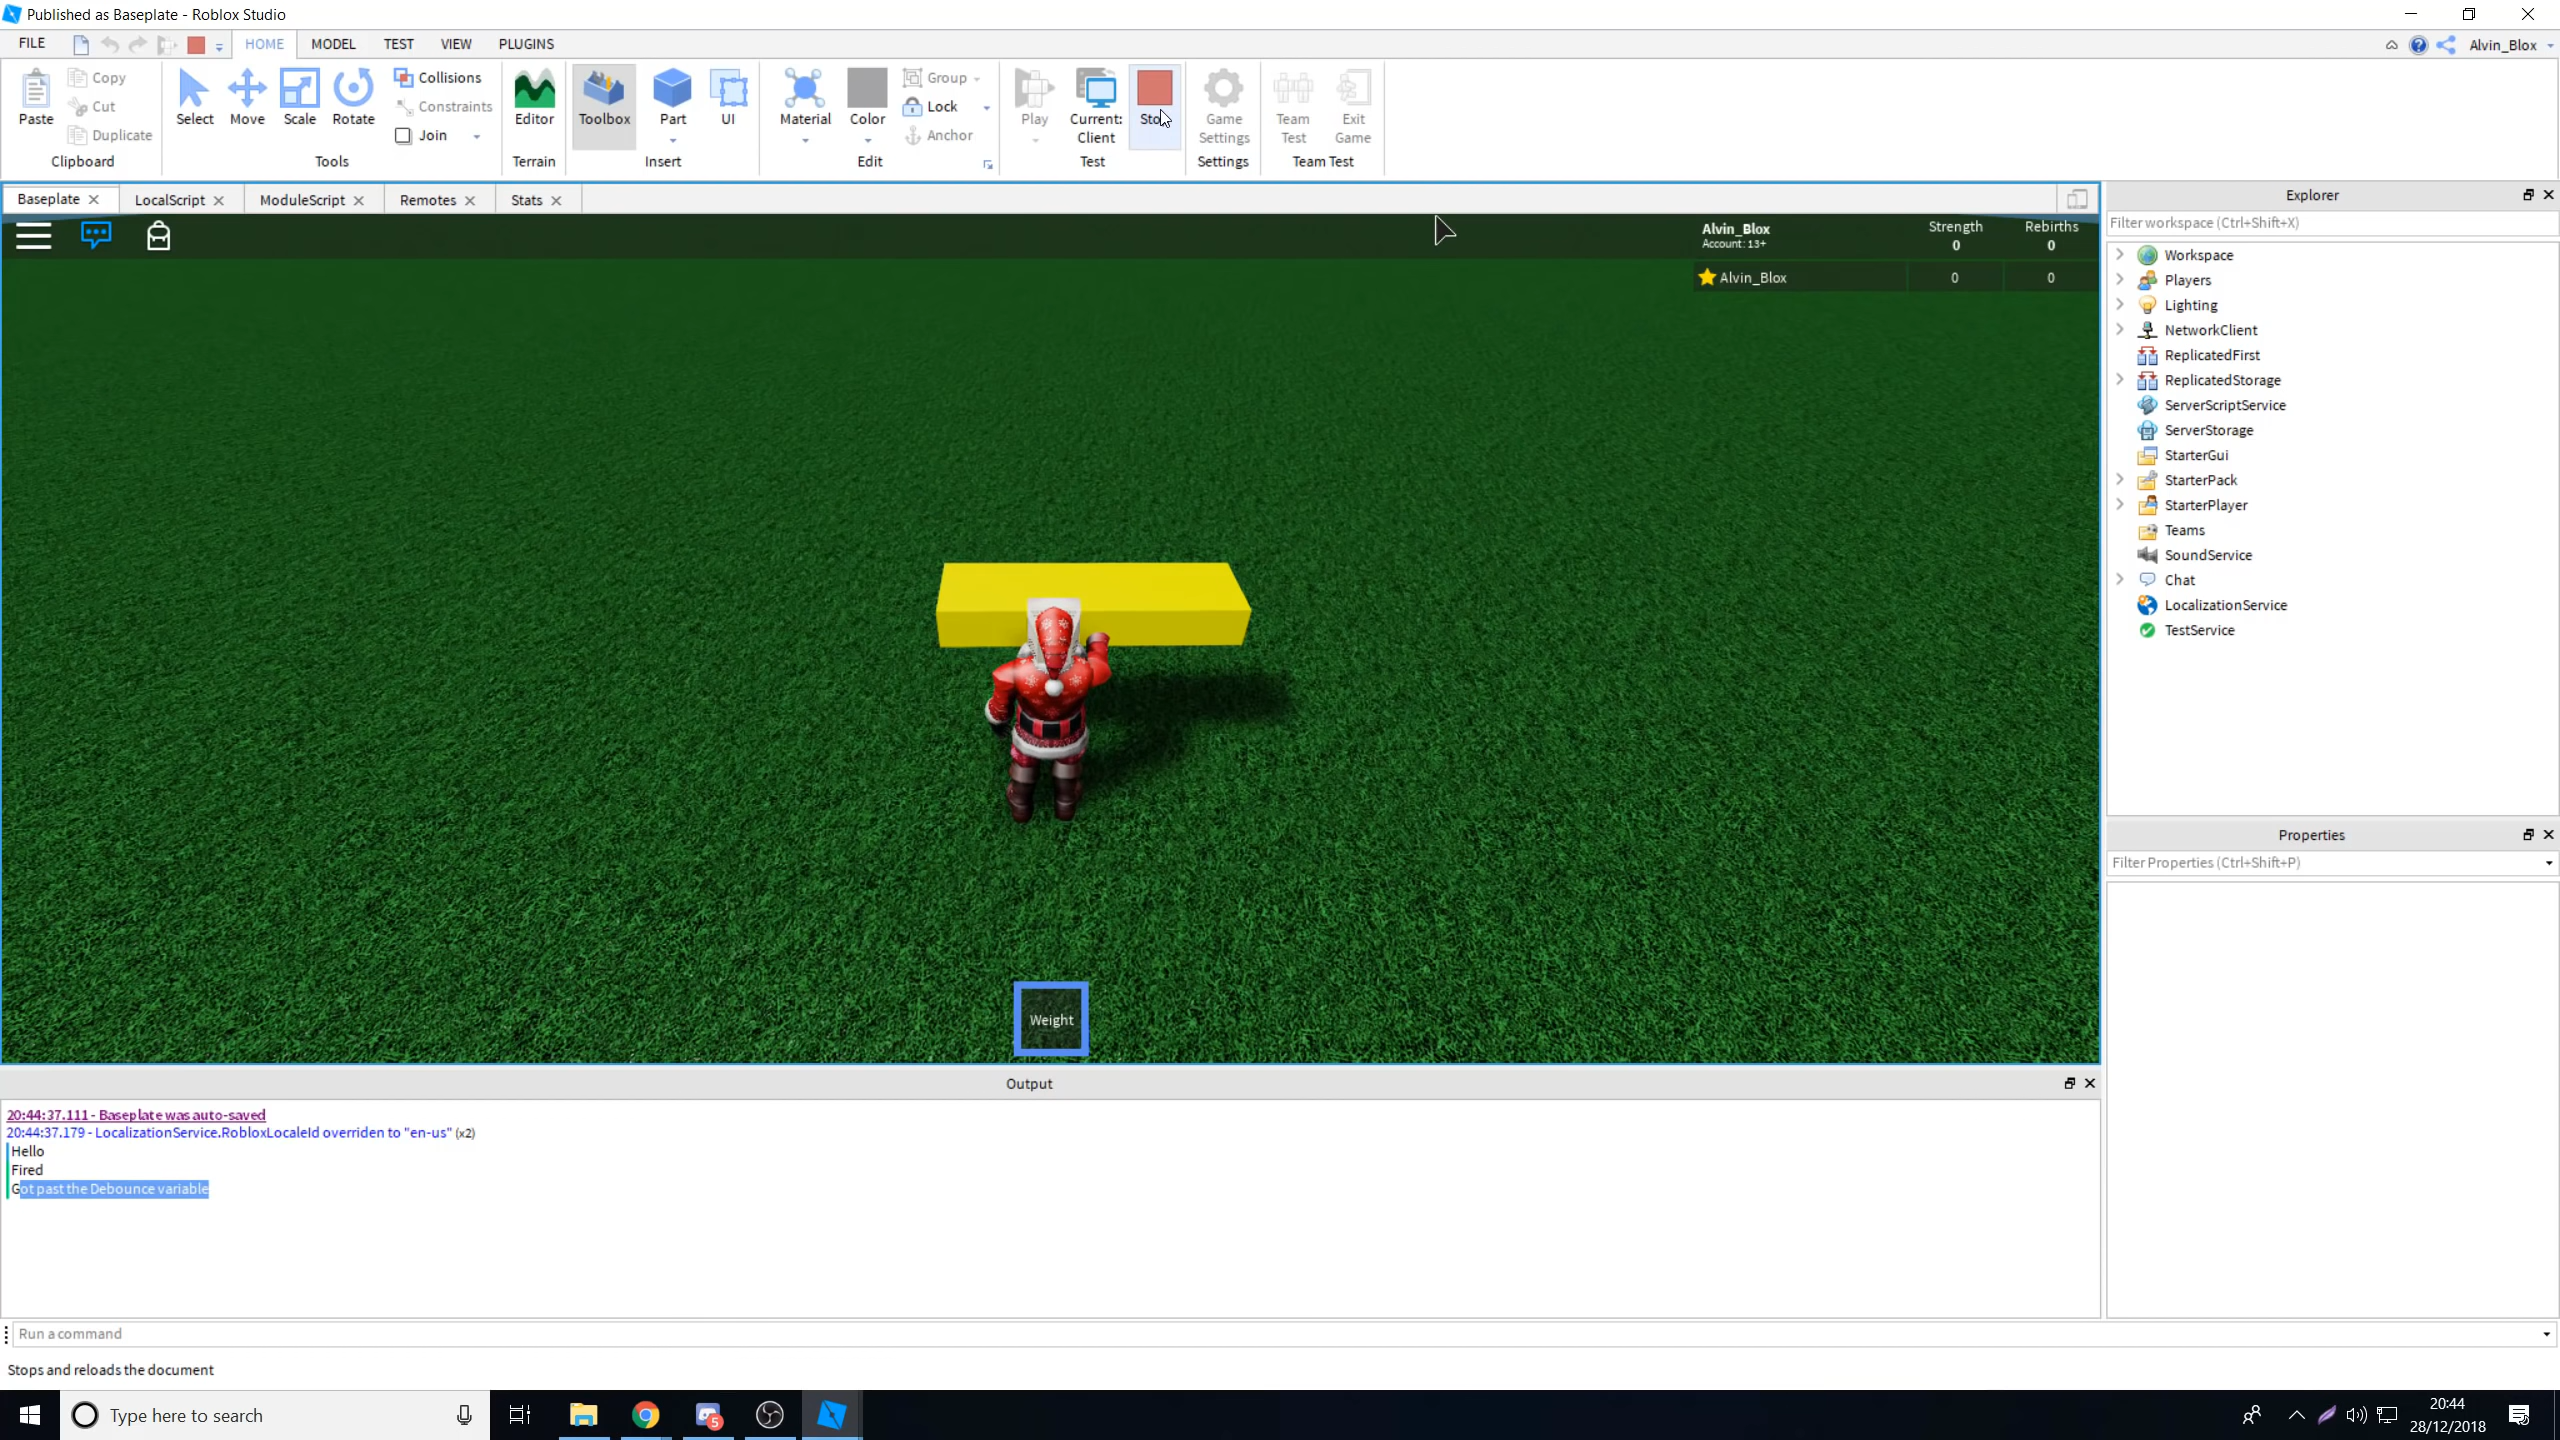 Published as Baseplate - Roblox Studio
FILE HOME MODEL TEST VIEW PLUGINS Alvin_Blox
Paste Copy Cut Duplicate Clipboard
Select Move Scale Rotate Collisions Constraints Join Tools
Editor Terrain
Toolbox Part UI Insert
Material Color Group Lock Anchor Edit
Play Current: Client Stop Test
Game Settings Settings
Team Test Exit Game Team Test
Baseplate LocalScript ModuleScript Remotes Stats
Alvin_Blox Strength Rebirths
Account: 13+ 0 0
Alvin_Blox 0 0
Weight
Explorer
Filter workspace (Ctrl+Shift+X)
Workspace
Players
Lighting
NetworkClient
ReplicatedFirst
ReplicatedStorage
ServerScriptService
ServerStorage
StarterGui
StarterPack
StarterPlayer
Teams
SoundService
Chat
LocalizationService
TestService
Properties
Filter Properties (Ctrl+Shift+P)
Output
20:44:37.111 - Baseplate was auto-saved
20:44:37.179 - LocalizationService.RobloxLocaleId overriden to "en-us" (x2)
Hello
Fired
Got past the Debounce variable
Run a command
Stops and reloads the document
Type here to search
5
20:44
28/12/2018